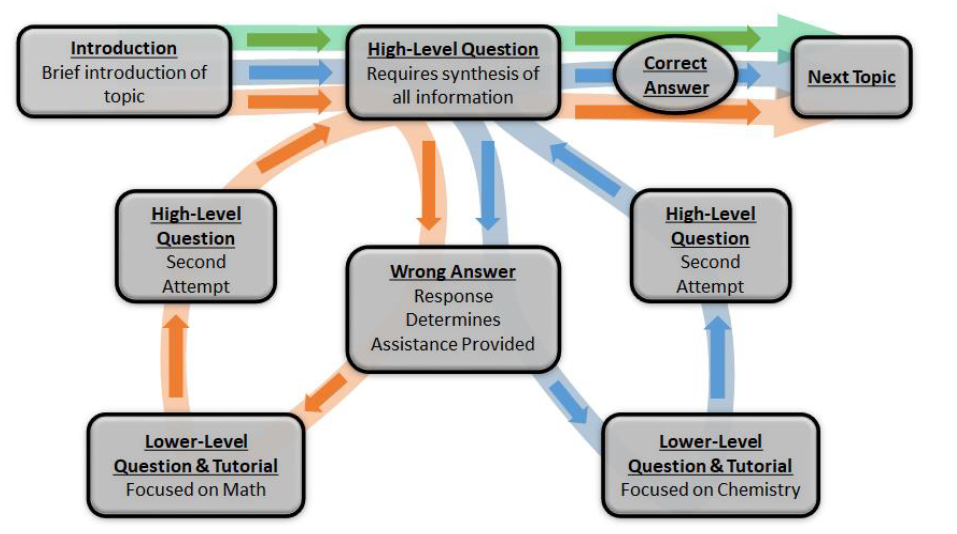 Introduction
Brief introduction of
topic
High-Level Question
Requires synthesis of
all information
Correct
Answer
Next Topic
High-Level
Question
Second
Attempt
Wrong Answer
Response
Determines
Assistance Provided
High-Level
Question
Second
Attempt
Lower-Level
Question & Tutorial
Focused on Math
Lower-Level
Question & Tutorial
Focused on Chemistry